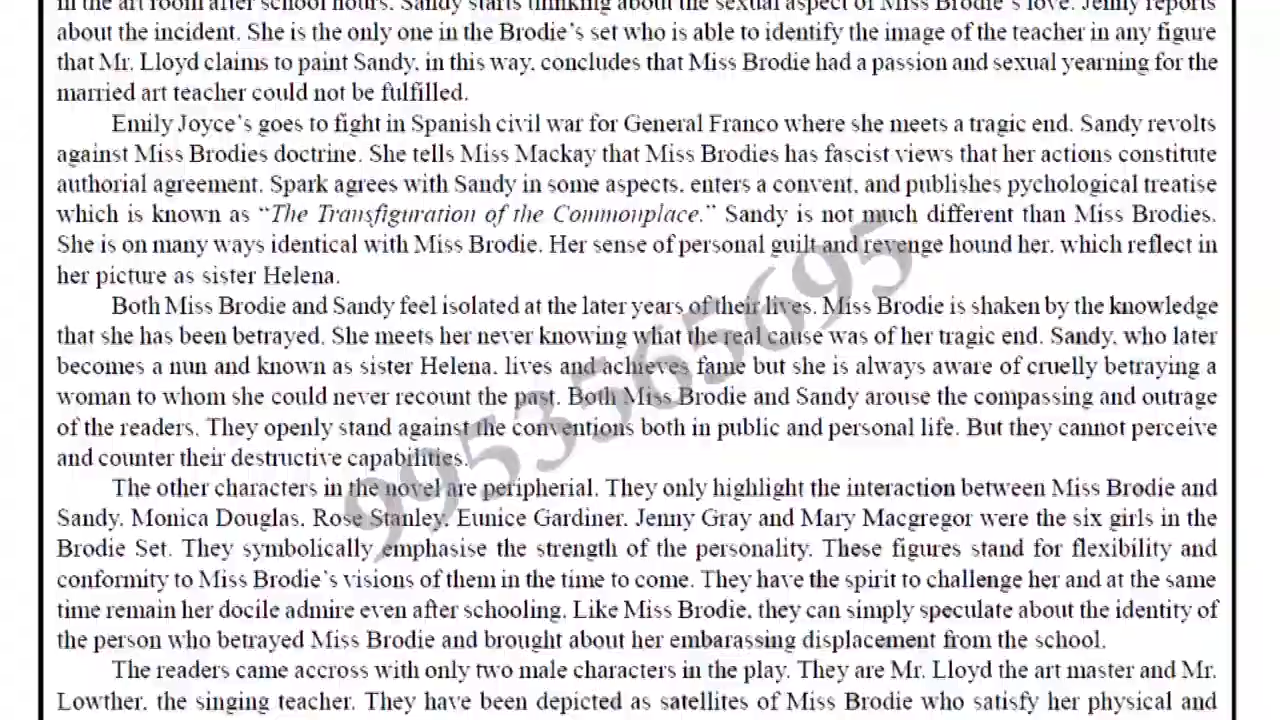 in the art room after school hours. Sandy starts thinking about the sexual aspect of Miss Brodie's love. Jenny reports
about the incident. She is the only one in the Brodie's set who is able to identify the image of the teacher in any figure
that Mr. Lloyd claims to paint Sandy, in this way, concludes that Miss Brodie had a passion and sexual yearning for the
married art teacher could not be fulfilled.
Emily Joyce's goes to fight in Spanish civil war for General Franco where she meets a tragic end. Sandy revolts
against Miss Brodies doctrine. She tells Miss Mackay that Miss Brodies has fascist views that her actions constitute
authorial agreement. Spark agrees with Sandy in some aspects, enters a convent, and publishes pychological treatise
which is known as “The Transfiguration of the Commonplace.” Sandy is not much different than Miss Brodies.
She is on many ways identical with Miss Brodie. Her sense of personal guilt and revenge hound her, which reflect in
her picture as sister Helena.
Both Miss Brodie and Sandy feel isolated at the later years of their lives. Miss Brodie is shaken by the knowledge
that she has been betrayed. She meets her never knowing what the real cause was of her tragic end. Sandy, who later
becomes a nun and known as sister Helena, lives and achieves fame but she is always aware of cruelly betraying a
woman to whom she could never recount the past. Both Miss Brodie and Sandy arouse the compassing and outrage
of the readers. They openly stand against the conventions both in public and personal life. But they cannot perceive
and counter their destructive capabilities.
The other characters in the novel are peripherial. They only highlight the interaction between Miss Brodie and
Sandy. Monica Douglas, Rose Stanley, Eunice Gardiner, Jenny Gray and Mary Macgregor were the six girls in the
Brodie Set. They symbolically emphasise the strength of the personality. These figures stand for flexibility and
conformity to Miss Brodie's visions of them in the time to come. They have the spirit to challenge her and at the same
time remain her docile admire even after schooling. Like Miss Brodie, they can simply speculate about the identity of
the person who betrayed Miss Brodie and brought about her embarassing displacement from the school.
The readers came accross with only two male characters in the play. They are Mr. Lloyd the art master and Mr.
Lowther, the singing teacher. They have been depicted as satellites of Miss Brodie who satisfy her physical and
9953565695